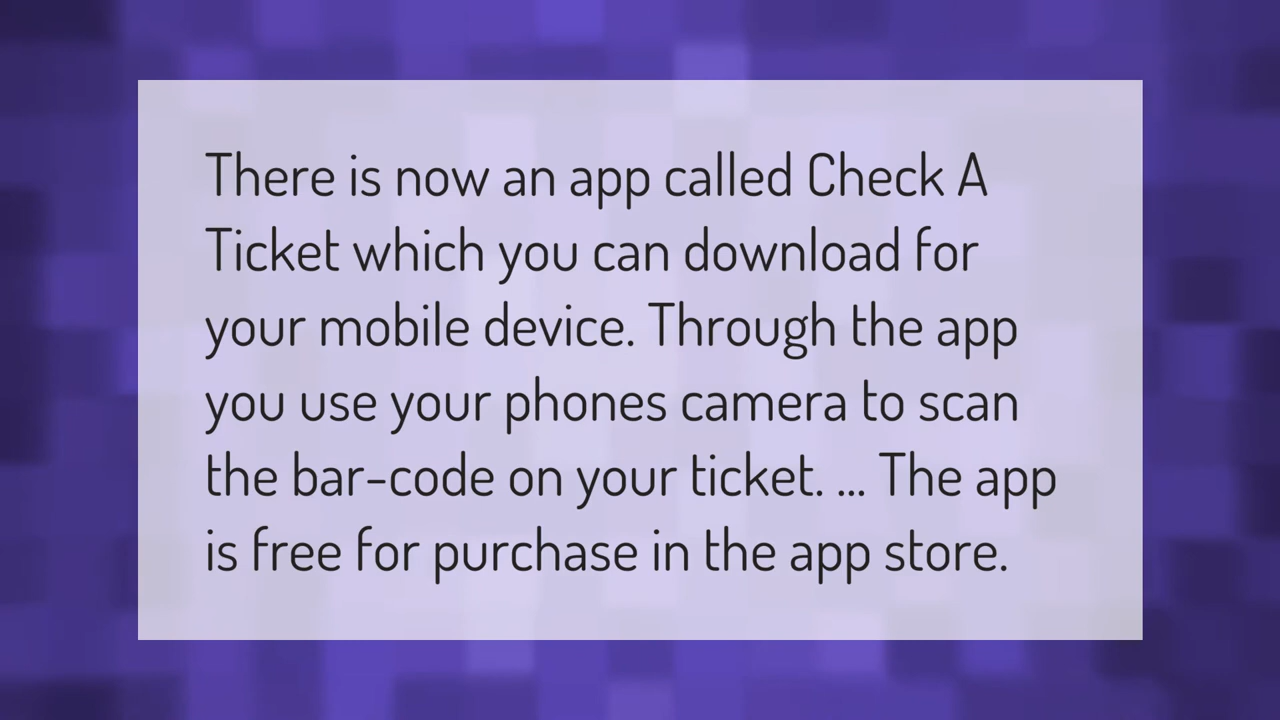 There is now an app called Check A
Ticket which you can download for
your mobile device. Through the app
you use your phones camera to scan
the bar-code on your ticket. ... The app
is free for purchase in the app store.